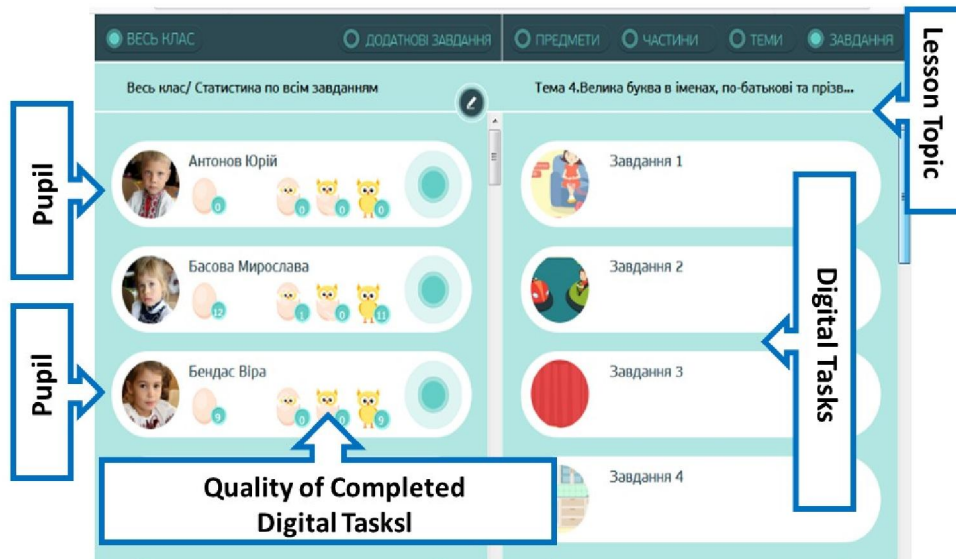 ВЕСЬ КЛАС
ДОДАТКОВІ ЗАВДАННЯ
ПРЕДМЕТИ
ЧАСТИНИ
ТЕМИ
ЗАВДАННЯ
Весь клас/ Статистика по всім завданням
Тема 4.Велика буква в іменах, по-батькові та прізв...
Lesson Topic
Pupil
Антонов Юрій
0
0
0
0
Завдання 1
Басова Мирослава
12
1
0
11
Завдання 2
Digital Tasks
Pupil
Бендас Віра
9
0
0
9
Завдання 3
Quality of Completed
Digital Tasksl
Завдання 4